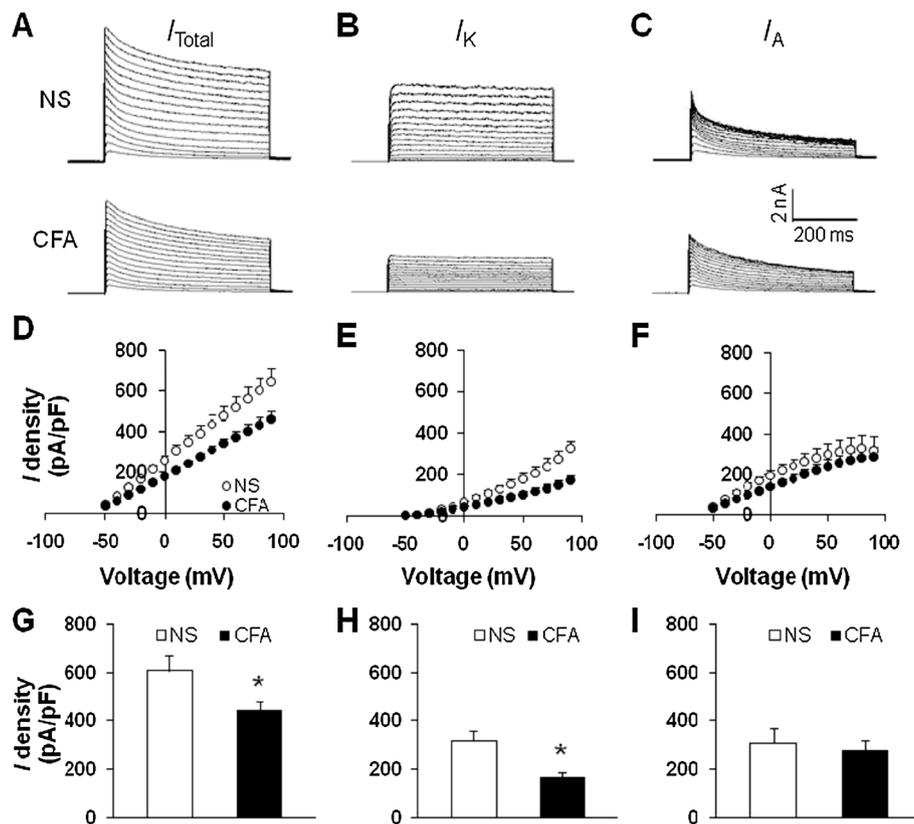 A I Total B I K C I A
NS
CFA
2 nA
200 ms
D E F
I density (pA/pF)
800 600 400 200 0
NS
CFA
-100 -50 0 50 100
Voltage (mV)
800 600 400 200 0
-100 -50 0 50 100
Voltage (mV)
800 600 400 200 0
-100 -50 0 50 100
Voltage (mV)
G H I
I density (pA/pF)
800 600 400 200 0
NS CFA
*
800 600 400 200 0
NS CFA
*
800 600 400 200 0
NS CFA